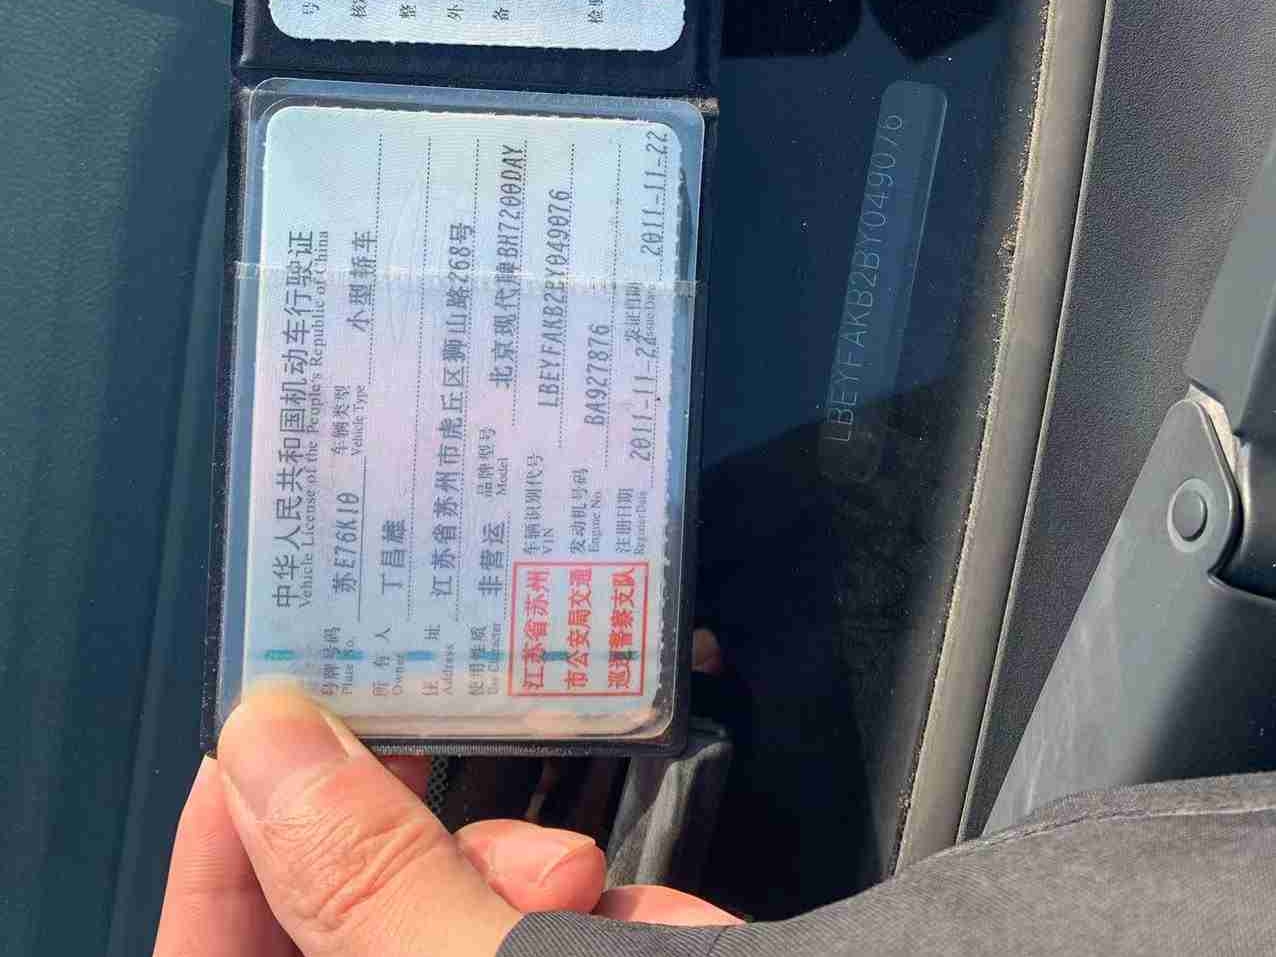 号
核
整
外
备
检
中华人民共和国机动车行驶证
Vehicle License of the People's Republic of China
号牌号码 苏E76K10 车辆类型 小型轿车
Plate No. Vehicle Type
所有人 丁昌雄
Owner
住址 江苏省苏州市虎丘区狮山路268号
Address
使用性质 非营运 品牌型号 北京现代牌BH7200DAY
Use Character Model
江苏省苏州
市公安局交通
巡逻警察支队
车辆识别代号 LBEYFAKB2BY049076
VIN
发动机号码 BA927876
Engine No.
注册日期 2011-11-22 发证日期 2011-11-22
Register Date Issue Date
LBEYFAKB2BY049076